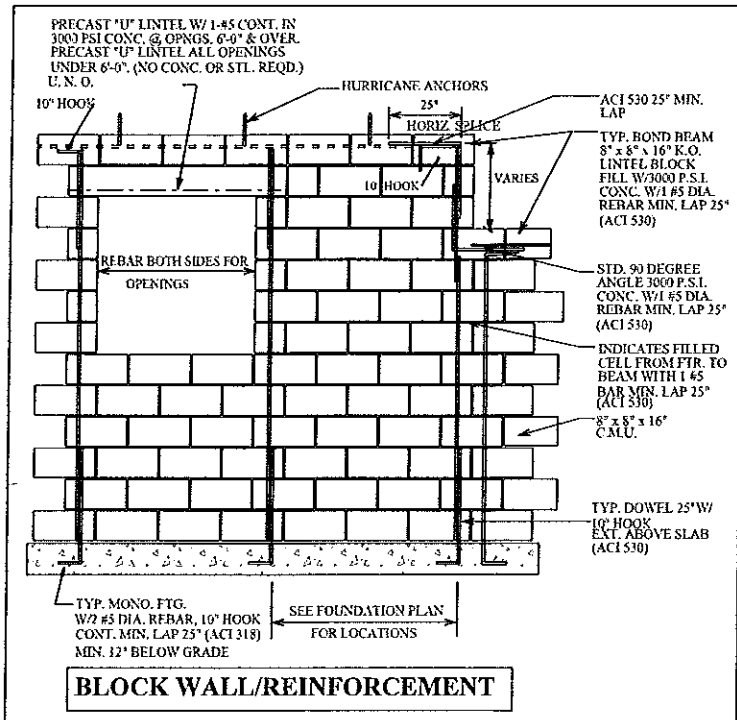 PRECAST "U" LINTEL W/ 1-#5 CONT. IN
3000 PSI CONC. @ OPNGS. 6'-0" & OVER.
PRECAST "U" LINTEL ALL OPENINGS
UNDER 6'-0". (NO CONC. OR STL. REQD.)
U. N. O.
10" HOOK
HURRICANE ANCHORS
25"
HORIZ. SPLICE
10" HOOK
VARIES
ACI 530 25" MIN.
LAP
TYP. BOND BEAM
8" x 8" x 16" K.O.
LINTEL BLOCK
FILL W/3000 P.S.I.
CONC. W/1 #5 DIA.
REBAR MIN. LAP 25"
(ACI 530)
REBAR BOTH SIDES FOR
OPENINGS
STD. 90 DEGREE
ANGLE 3000 P.S.I.
CONC. W/1 #5 DIA.
REBAR MIN. LAP 25"
(ACI 530)
INDICATES FILLED
CELL FROM FTR. TO
BEAM WITH 1 #5
BAR MIN. LAP 25"
(ACI 530)
8" x 8" x 16"
C.M.U.
TYP. DOWEL 25" W/
10" HOOK
EXT. ABOVE SLAB
(ACI 530)
TYP. MONO. FTG.
W/2 #5 DIA. REBAR, 10" HOOK
CONT. MIN. LAP 25" (ACI 318)
MIN. 12" BELOW GRADE
SEE FOUNDATION PLAN
FOR LOCATIONS
BLOCK WALL/REINFORCEMENT